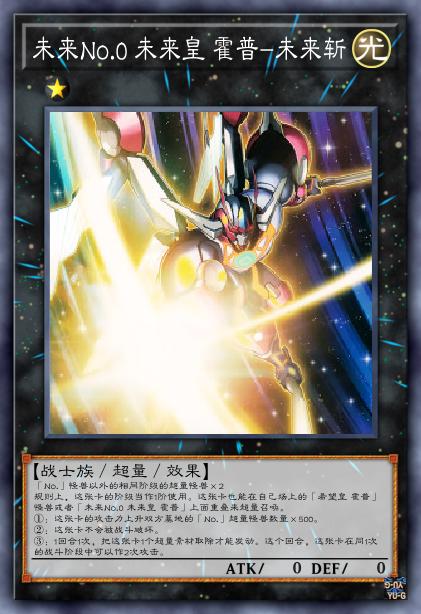 未来No.0 未来皇 霍普-未来斩
光
【战士族／超量／效果】
「No.」怪兽以外的相同阶级的超量怪兽×2
规则上，这张卡的阶级当作1阶使用。这张卡也能在自己场上的「希望皇 霍普」
怪兽或者「未来No.0 未来皇 霍普」上面重叠来超量召唤。
①：这张卡的攻击力上升双方墓地的「No.」超量怪兽数量×500。
②：这张卡不会被战斗破坏。
③：1回合1次，把这张卡1个超量素材取除才能发动。这个回合，这张卡在同1次
的战斗阶段中可以作2次攻击。
ATK/ 0 DEF/ 0